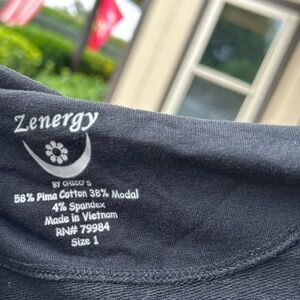 Zenergy
BY CHICO'S
58% Pima Cotton 38% Modal
4% Spandex
Made in Vietnam
RN# 79984
Size 1